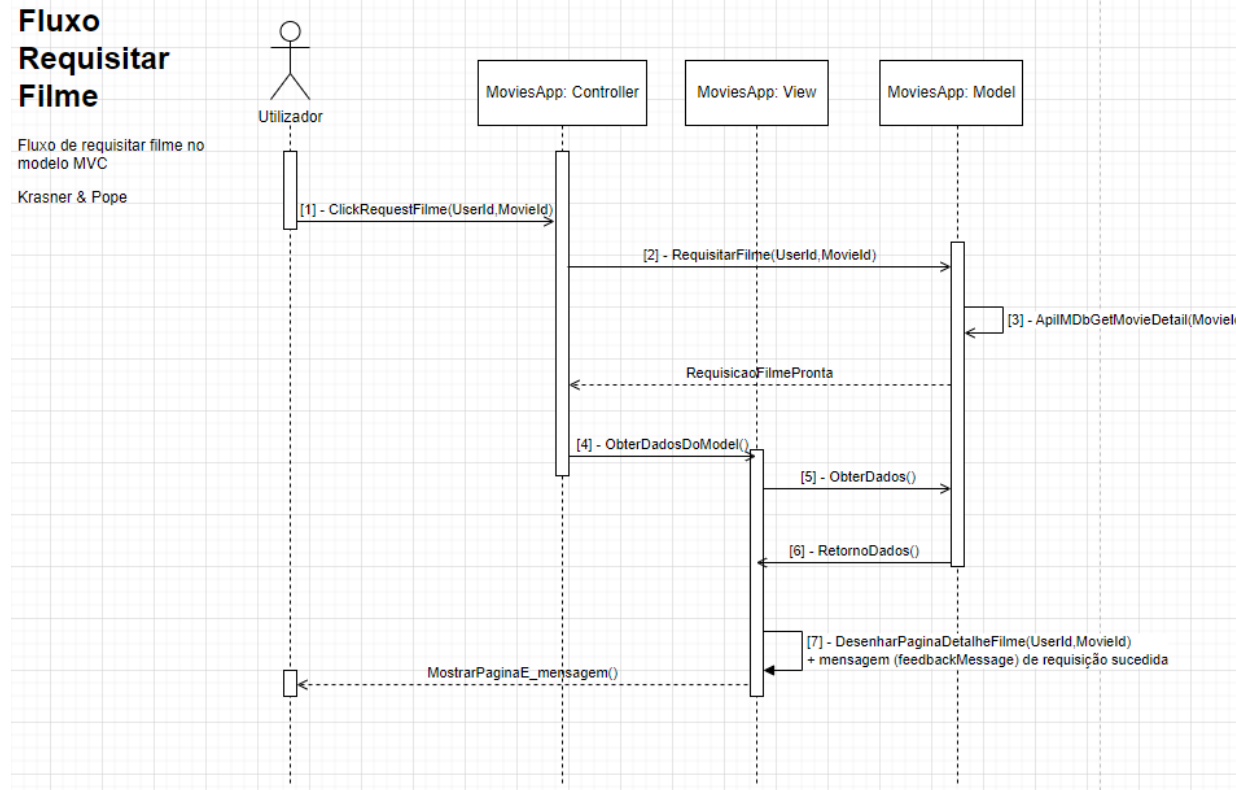 Fluxo
Requisitar
Filme
Fluxo de requisitar filme no
modelo MVC
Krasner & Pope
Utilizador
MoviesApp: Controller
MoviesApp: View
MoviesApp: Model
[1] - ClickRequestFilme(UserId,MovieId)
[2] - RequisitarFilme(UserId,MovieId)
[3] - ApiIMDbGetMovieDetail(MovieId
RequisicaoFilmePronta
[4] - ObterDadosDoModel()
[5] - ObterDados()
[6] - RetornoDados()
[7] - DesenharPaginaDetalheFilme(UserId,MovieId)
+ mensagem (feedbackMessage) de requisição sucedida
MostrarPaginaE_mensagem()